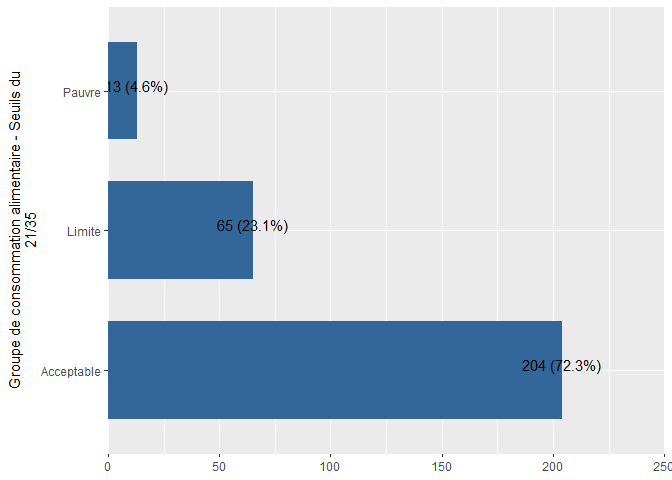 Groupe de consommation alimentaire - Seuils du
21/35
Pauvre
13 (4.6%)
Limite
65 (23.1%)
Acceptable
204 (72.3%)
0
50
100
150
200
250